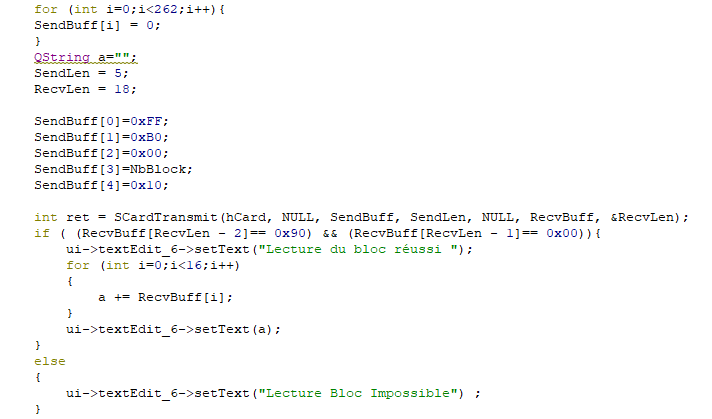 for (int i=0;i<262;i++){
SendBuff[i] = 0;
}
QString a="";
SendLen = 5;
RecvLen = 18;

SendBuff[0]=0xFF;
SendBuff[1]=0xB0;
SendBuff[2]=0x00;
SendBuff[3]=NbBlock;
SendBuff[4]=0x10;

int ret = SCardTransmit(hCard, NULL, SendBuff, SendLen, NULL, RecvBuff, &RecvLen);
if ( (RecvBuff[RecvLen - 2]== 0x90) && (RecvBuff[RecvLen - 1]== 0x00)){
    ui->textEdit_6->setText("Lecture du bloc réussi ");
    for (int i=0;i<16;i++)
    {
        a += RecvBuff[i];
    }
    ui->textEdit_6->setText(a);
}
else
{
    ui->textEdit_6->setText("Lecture Bloc Impossible") ;
}